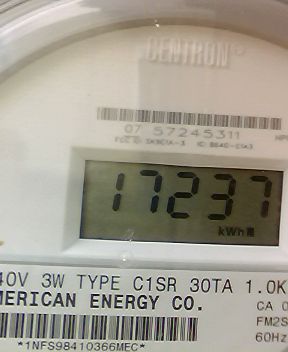 CENTRON®
07 57245311
17237
kWh
40V 3W TYPE C1SR 30TA 1.0K
MERICAN ENERGY CO.
CA 0
FM2S
60Hz
*1NFS98410366MEC*